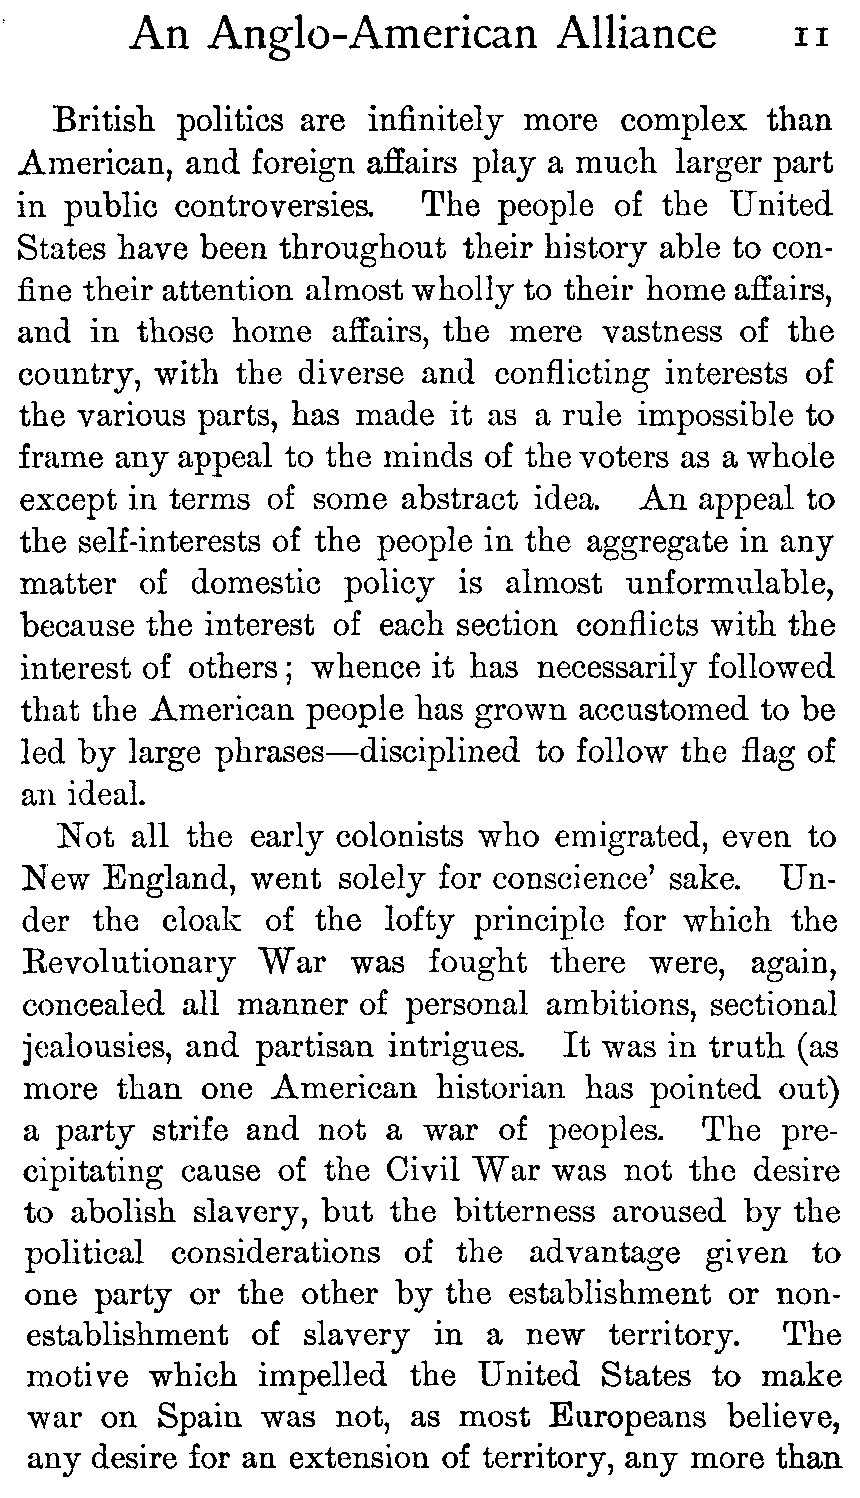 An Anglo-American Alliance 11
British politics are infinitely more complex than
American, and foreign affairs play a much larger part
in public controversies. The people of the United
States have been throughout their history able to con-
fine their attention almost wholly to their home affairs,
and in those home affairs, the mere vastness of the
country, with the diverse and conflicting interests of
the various parts, has made it as a rule impossible to
frame any appeal to the minds of the voters as a whole
except in terms of some abstract idea. An appeal to
the self-interests of the people in the aggregate in any
matter of domestic policy is almost unformulable,
because the interest of each section conflicts with the
interest of others; whence it has necessarily followed
that the American people has grown accustomed to be
led by large phrases—disciplined to follow the flag of
an ideal.
Not all the early colonists who emigrated, even to
New England, went solely for conscience' sake. Un-
der the cloak of the lofty principle for which the
Revolutionary War was fought there were, again,
concealed all manner of personal ambitions, sectional
jealousies, and partisan intrigues. It was in truth (as
more than one American historian has pointed out)
a party strife and not a war of peoples. The pre-
cipitating cause of the Civil War was not the desire
to abolish slavery, but the bitterness aroused by the
political considerations of the advantage given to
one party or the other by the establishment or non-
establishment of slavery in a new territory. The
motive which impelled the United States to make
war on Spain was not, as most Europeans believe,
any desire for an extension of territory, any more than